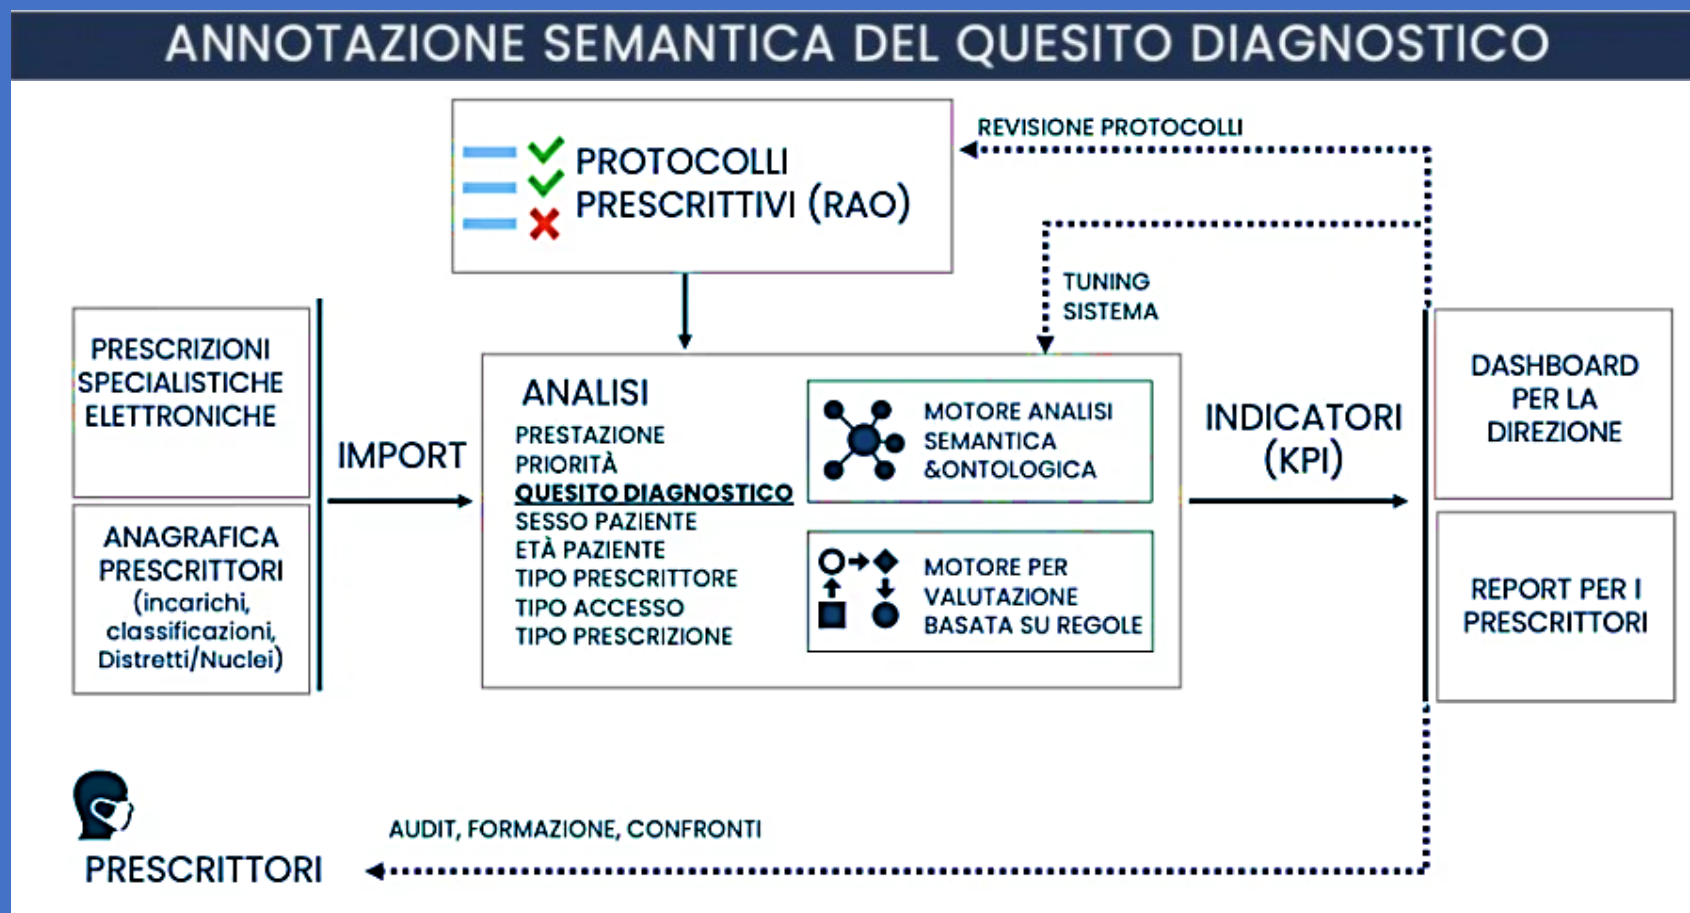 ANNOTAZIONE SEMANTICA DEL QUESITO DIAGNOSTICO
PROTOCOLLI
PRESCRITTIVI (RAO)
REVISIONE PROTOCOLLI
TUNING
SISTEMA
PRESCRIZIONI
SPECIALISTICHE
ELETTRONICHE
ANAGRAFICA
PRESCRITTORI
(incarichi,
classificazioni,
Distretti/Nuclei)
IMPORT
ANALISI
PRESTAZIONE
PRIORITÀ
QUESITO DIAGNOSTICO
SESSO PAZIENTE
ETÀ PAZIENTE
TIPO PRESCRITTORE
TIPO ACCESSO
TIPO PRESCRIZIONE
MOTORE ANALISI
SEMANTICA
&ONTOLOGICA
MOTORE PER
VALUTAZIONE
BASATA SU REGOLE
INDICATORI
(KPI)
DASHBOARD
PER LA
DIREZIONE
REPORT PER I
PRESCRITTORI
AUDIT, FORMAZIONE, CONFRONTI
PRESCRITTORI